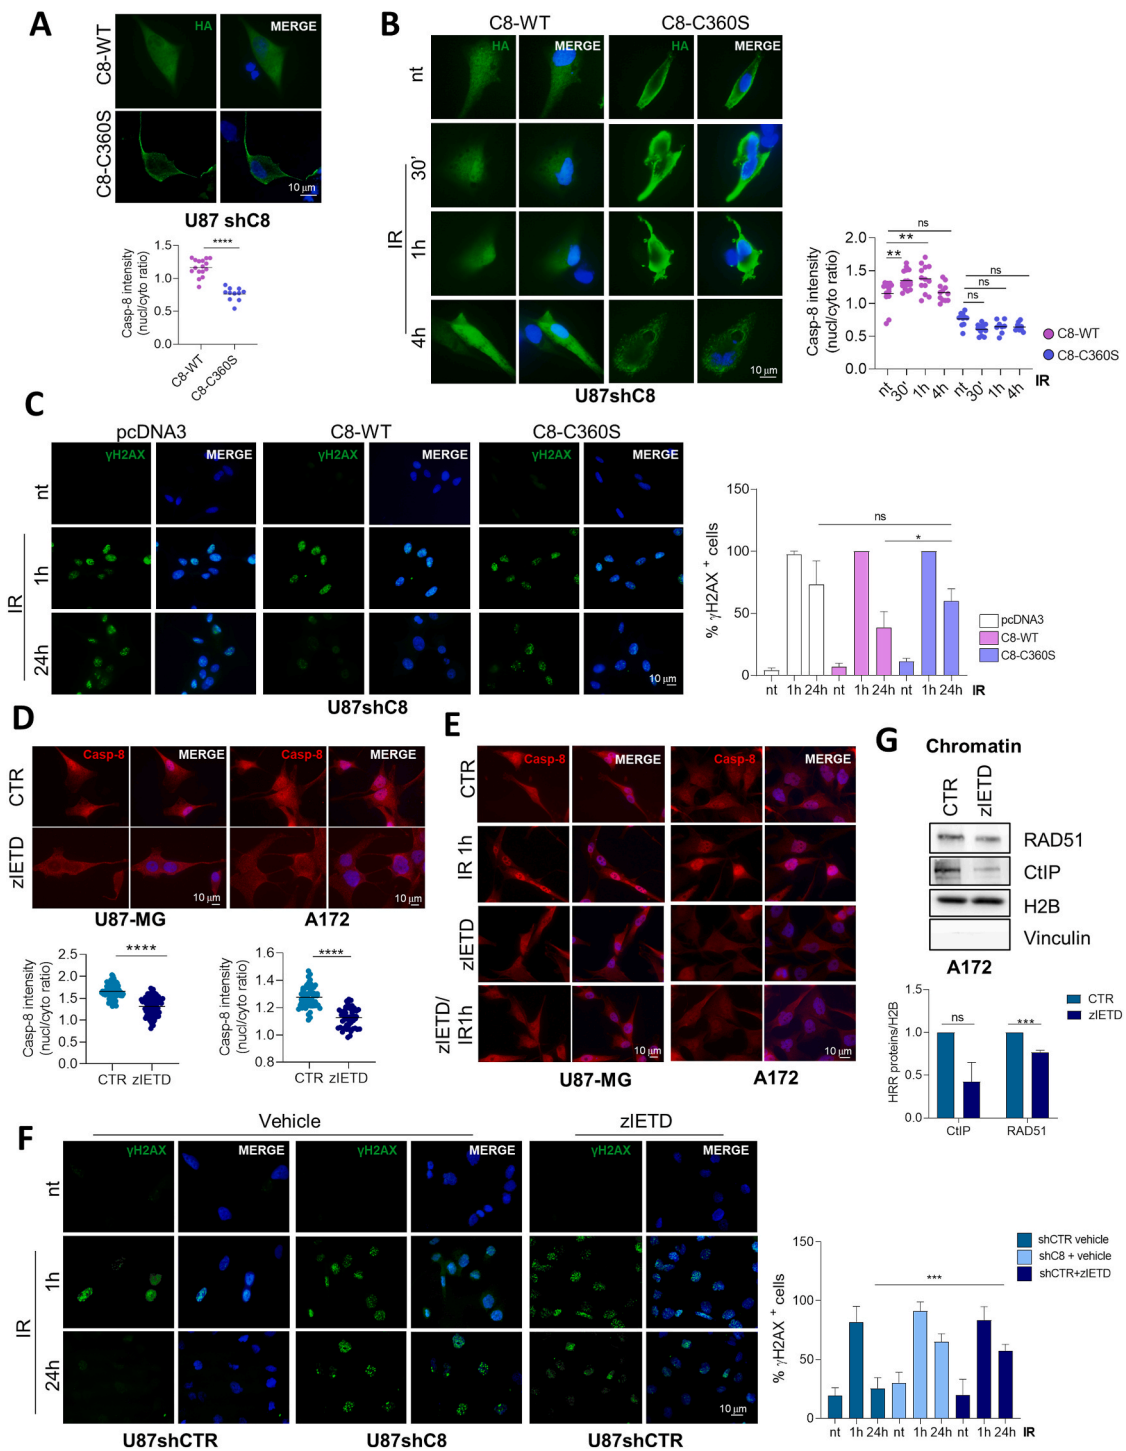 A
HA
MERGE
C8-WT
C8-C360S
10 µm
U87 shC8
Casp-8 intensity
(nucl/cyto ratio)
****
1.5
1.0
0.5
0.0
C8-WT
C8-C360S
B
C8-WT
C8-C360S
HA
MERGE
HA
MERGE
nt
30'
1h
4h
IR
10 µm
U87shC8
Casp-8 intensity
(nucl/cyto ratio)
2.0
1.5
1.0
0.5
0.0
ns
**
**
ns
ns
ns
nt
30'
1h
4h
nt
30'
1h
4h
IR
C8-WT
C8-C360S
C
pcDNA3
C8-WT
C8-C360S
γH2AX
MERGE
γH2AX
MERGE
γH2AX
MERGE
nt
1h
24h
IR
10 µm
U87shC8
% γH2AX + cells
150
100
50
0
ns
*
nt 1h 24h nt 1h 24h nt 1h 24h IR
pcDNA3
C8-WT
C8-C360S
D
Casp-8
MERGE
Casp-8
MERGE
CTR
zIETD
10 µm
10 µm
U87-MG
A172
Casp-8 intensity
(nucl/cyto ratio)
2.5
2.0
1.5
1.0
0.5
0.0
****
CTR zIETD
Casp-8 intensity
(nucl/cyto ratio)
1.6
1.4
1.2
1.0
0.8
****
CTR zIETD
E
Casp-8
MERGE
Casp-8
MERGE
CTR
IR 1h
zIETD
zIETD/
IR1h
10 µm
10 µm
U87-MG
A172
G
Chromatin
CTR
zIETD
RAD51
CtIP
H2B
Vinculin
A172
CTR
zIETD
HRR proteins/H2B
1.0
0.5
0.0
ns
***
CtIP
RAD51
F
Vehicle
zIETD
γH2AX
MERGE
γH2AX
MERGE
γH2AX
MERGE
nt
1h
24h
IR
10 µm
U87shCTR
U87shC8
U87shCTR
% γH2AX + cells
150
100
50
0
***
nt 1h 24h nt 1h 24h nt 1h 24h IR
shCTR vehicle
shC8 + vehicle
shCTR+zIETD